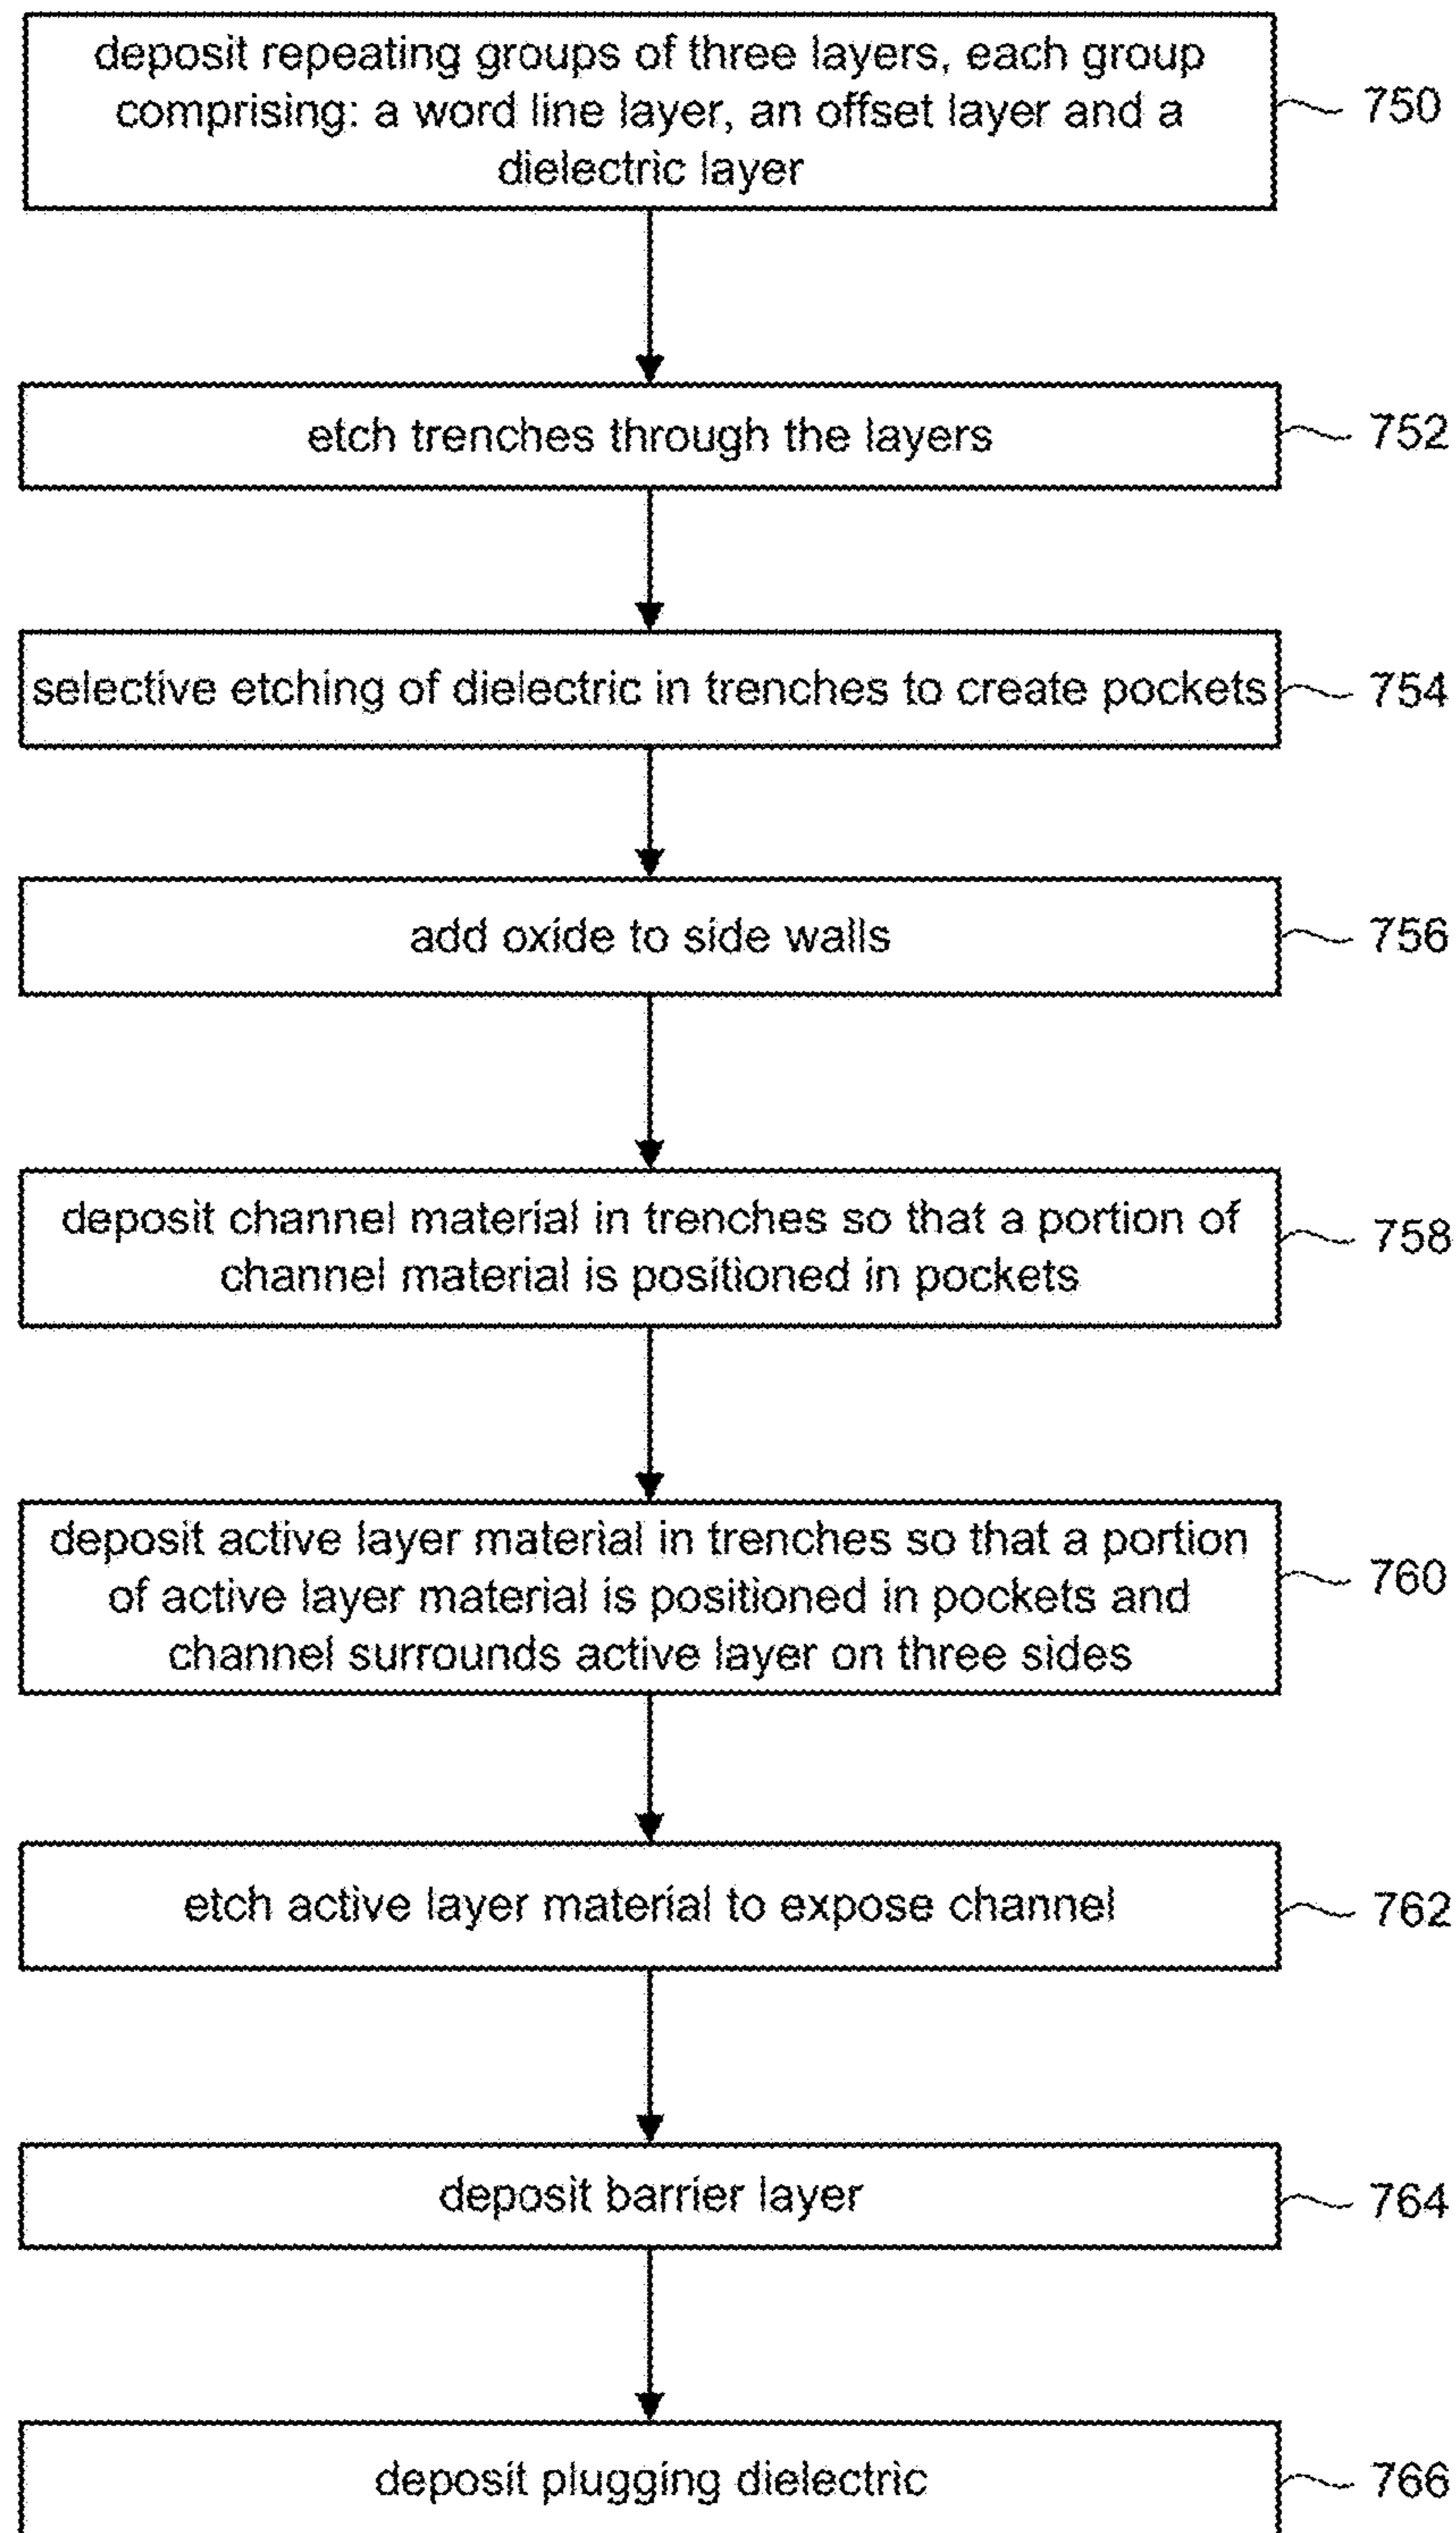 deposit repeating groups of three layers, each group
comprising: a word line layer, an offset layer and a
dielectric layer
750
etch trenches through the layers
752
selective etching of dielectric in trenches to create pockets
754
add oxide to side walls
756
deposit channel material in trenches so that a portion of
channel material is positioned in pockets
758
deposit active layer material in trenches so that a portion
of active layer material is positioned in pockets and
channel surrounds active layer on three sides
760
etch active layer material to expose channel
762
deposit barrier layer
764
deposit plugging dielectric
766